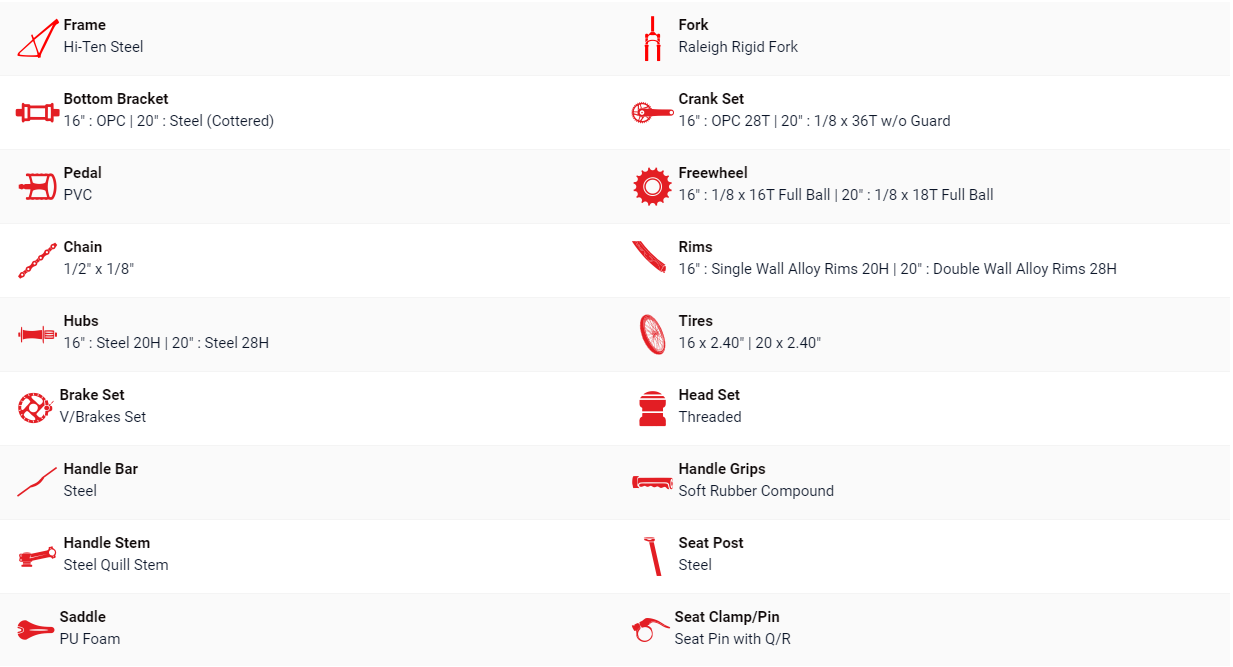 Frame
Hi-Ten Steel
Fork
Raleigh Rigid Fork
Bottom Bracket
16" : OPC | 20" : Steel (Cottered)
Crank Set
16" : OPC 28T | 20" : 1/8 x 36T w/o Guard
Pedal
PVC
Freewheel
16" : 1/8 x 16T Full Ball | 20" : 1/8 x 18T Full Ball
Chain
1/2" x 1/8"
Rims
16" : Single Wall Alloy Rims 20H | 20" : Double Wall Alloy Rims 28H
Hubs
16" : Steel 20H | 20" : Steel 28H
Tires
16 x 2.40" | 20 x 2.40"
Brake Set
V/Brakes Set
Head Set
Threaded
Handle Bar
Steel
Handle Grips
Soft Rubber Compound
Handle Stem
Steel Quill Stem
Seat Post
Steel
Saddle
PU Foam
Seat Clamp/Pin
Seat Pin with Q/R